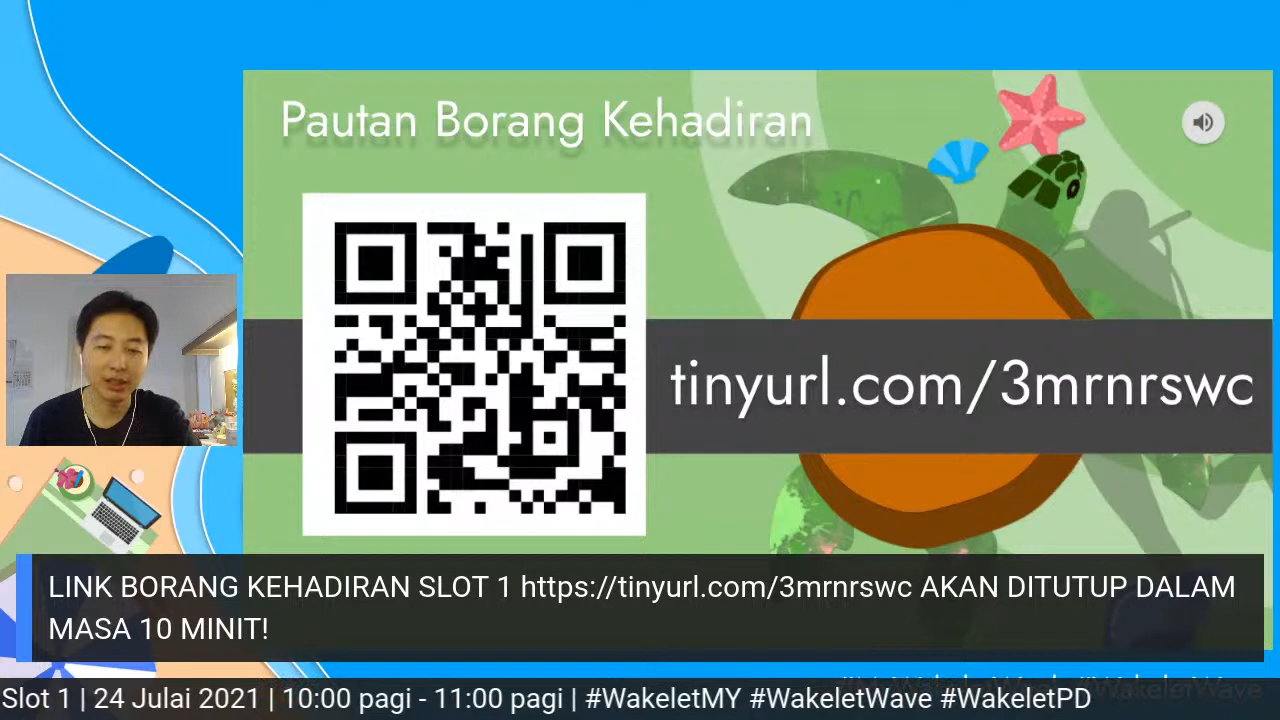 Pautan Borang Kehadiran
tinyurl.com/3mrnrswc
LINK BORANG KEHADIRAN SLOT 1 https://tinyurl.com/3mrnrswc AKAN DITUTUP DALAM
MASA 10 MINIT!
Slot 1 | 24 Julai 2021 | 10:00 pagi - 11:00 pagi | #WakeletMY #WakeletWave #WakeletPD